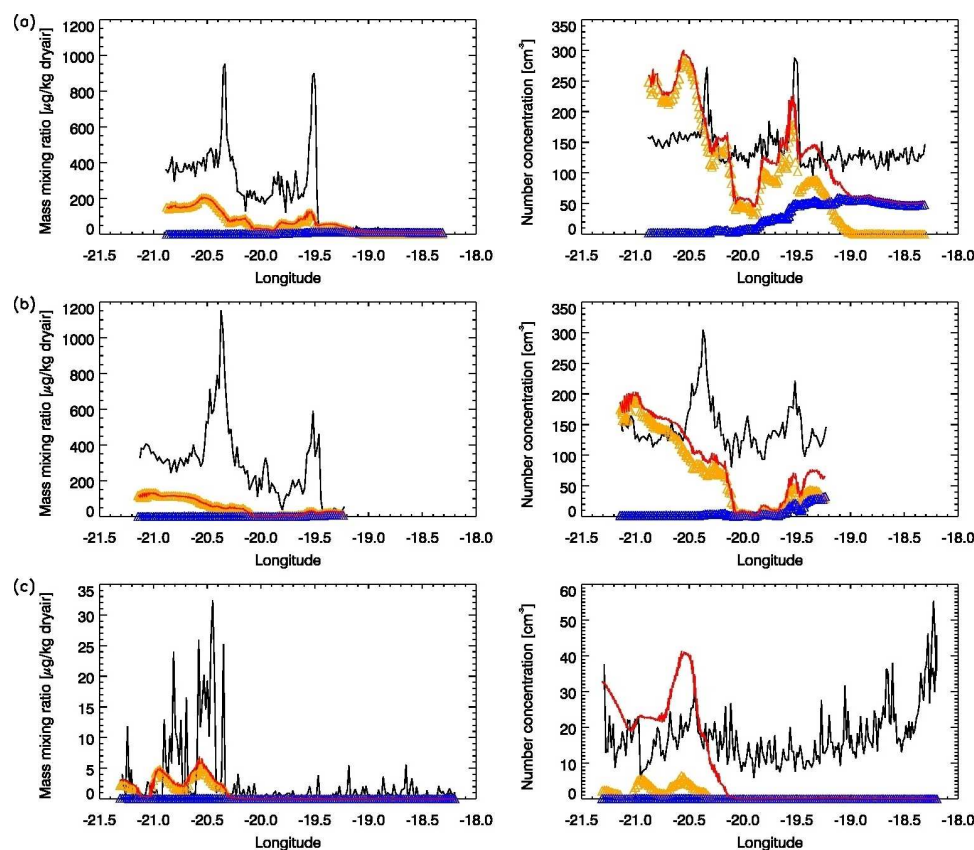 (a)
Mass mixing ratio [μg/kg dryair]
1200
1000
800
600
400
200
0
-21.5 -21.0 -20.5 -20.0 -19.5 -19.0 -18.5 -18.0
Longitude
Number concentration [cm⁻³]
350
300
250
200
150
100
50
0
-21.5 -21.0 -20.5 -20.0 -19.5 -19.0 -18.5 -18.0
Longitude
(b)
Mass mixing ratio [μg/kg dryair]
1200
1000
800
600
400
200
0
-21.5 -21.0 -20.5 -20.0 -19.5 -19.0 -18.5 -18.0
Longitude
Number concentration [cm⁻³]
350
300
250
200
150
100
50
0
-21.5 -21.0 -20.5 -20.0 -19.5 -19.0 -18.5 -18.0
Longitude
(c)
Mass mixing ratio [μg/kg dryair]
35
30
25
20
15
10
5
0
-21.5 -21.0 -20.5 -20.0 -19.5 -19.0 -18.5 -18.0
Longitude
Number concentration [cm⁻³]
60
50
40
30
20
10
0
-21.5 -21.0 -20.5 -20.0 -19.5 -19.0 -18.5 -18.0
Longitude